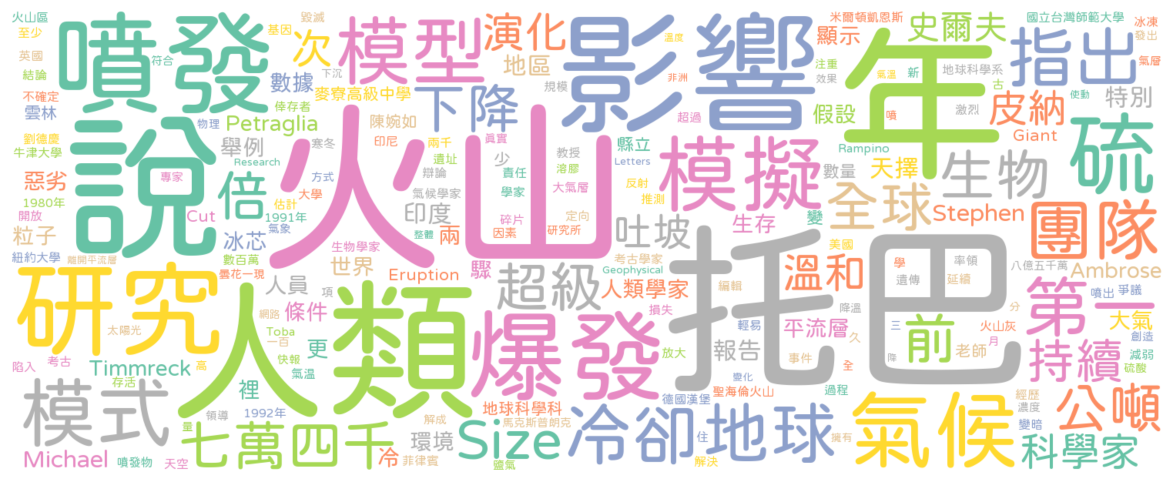 火山區
至少
英國
結論
不確定
雲林
劉德慶
牛津大學
惡劣
1980年
開放
粒子
紐約大學
離開平流層
曇花一現
太陽光
陷入
考古
存活
模式
Michael
噴發物
天空
噴發
毀滅
基因
符合
次
數據
下沉
倖存者
麥寮高級中學
Petraglia
物理
印尼
舉例
寒冬
Research
倍
專家
Cut
方式
估計
大學
1991年
冰芯
氣象
數百萬
生物學家
世界
人員
項
網路
條件
Toba
一百
快報
更
氣溫
裡
高
Timmreck
領導
1992年
童
七萬四千
冷
鹽氣
說
研究
人類
火山
模型
演化
地區
規模
陳婉如
下降
兩千
真實
遺址
少
辯論
責任
氣候學家
學家
印度
碎片
因素
兩
整體
驟
Eruption
超級
爆發
地球科學科
馬克斯普朗克
解成
環境
菲律賓
Size
冷卻
影響
溫度
非洲
超過
教授
溶膠
Letters
大氣層
反射
推測
模擬
定向
研究所
吐坡
考古學家
Geophysical
人類學家
損失
放大
德國漢堡
變化
住
解決
地球
托巴
年
米爾頓凱恩斯
顯示
注重
效果
氣溫
假設
縣立
Rampino
數量
天擇
生存
變
美國
溫和
編輯
降溫
平流層
輕易
報告
事件
久
全
聖海倫火山
過程
擁有
史爾夫
國立台灣師範大學
冰凍
發出
新
地球科學系
古
指出
氣層
使動
特別
激烈
噴
皮納
Giant
硫
生物
全球
Stephen
團隊
學
率領
遺傳
延續
八億五千萬
Ambrose
爭議
噴出
三
前
火山灰
分
月
第一
大氣
創造
降
老師
持續
減弱
硫酸
氣候
經歷
濃度
變暗
公噸
科學家